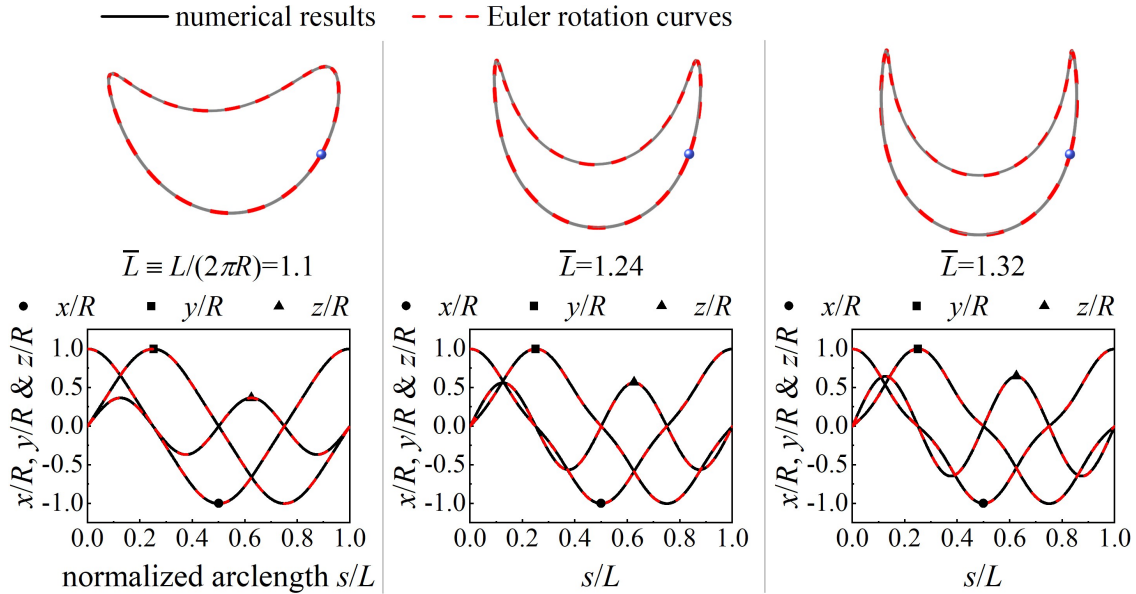 numerical results Euler rotation curves
L̅ ≡ L/(2πR)=1.1
L̅=1.24
L̅=1.32
x/R y/R z/R
x/R y/R z/R
x/R y/R z/R
x/R, y/R & z/R
1.0
0.5
0.0
-0.5
-1.0
0.0 0.2 0.4 0.6 0.8 1.0
normalized arclength s/L
x/R, y/R & z/R
1.0
0.5
0.0
-0.5
-1.0
0.0 0.2 0.4 0.6 0.8 1.0
s/L
x/R, y/R & z/R
1.0
0.5
0.0
-0.5
-1.0
0.0 0.2 0.4 0.6 0.8 1.0
s/L